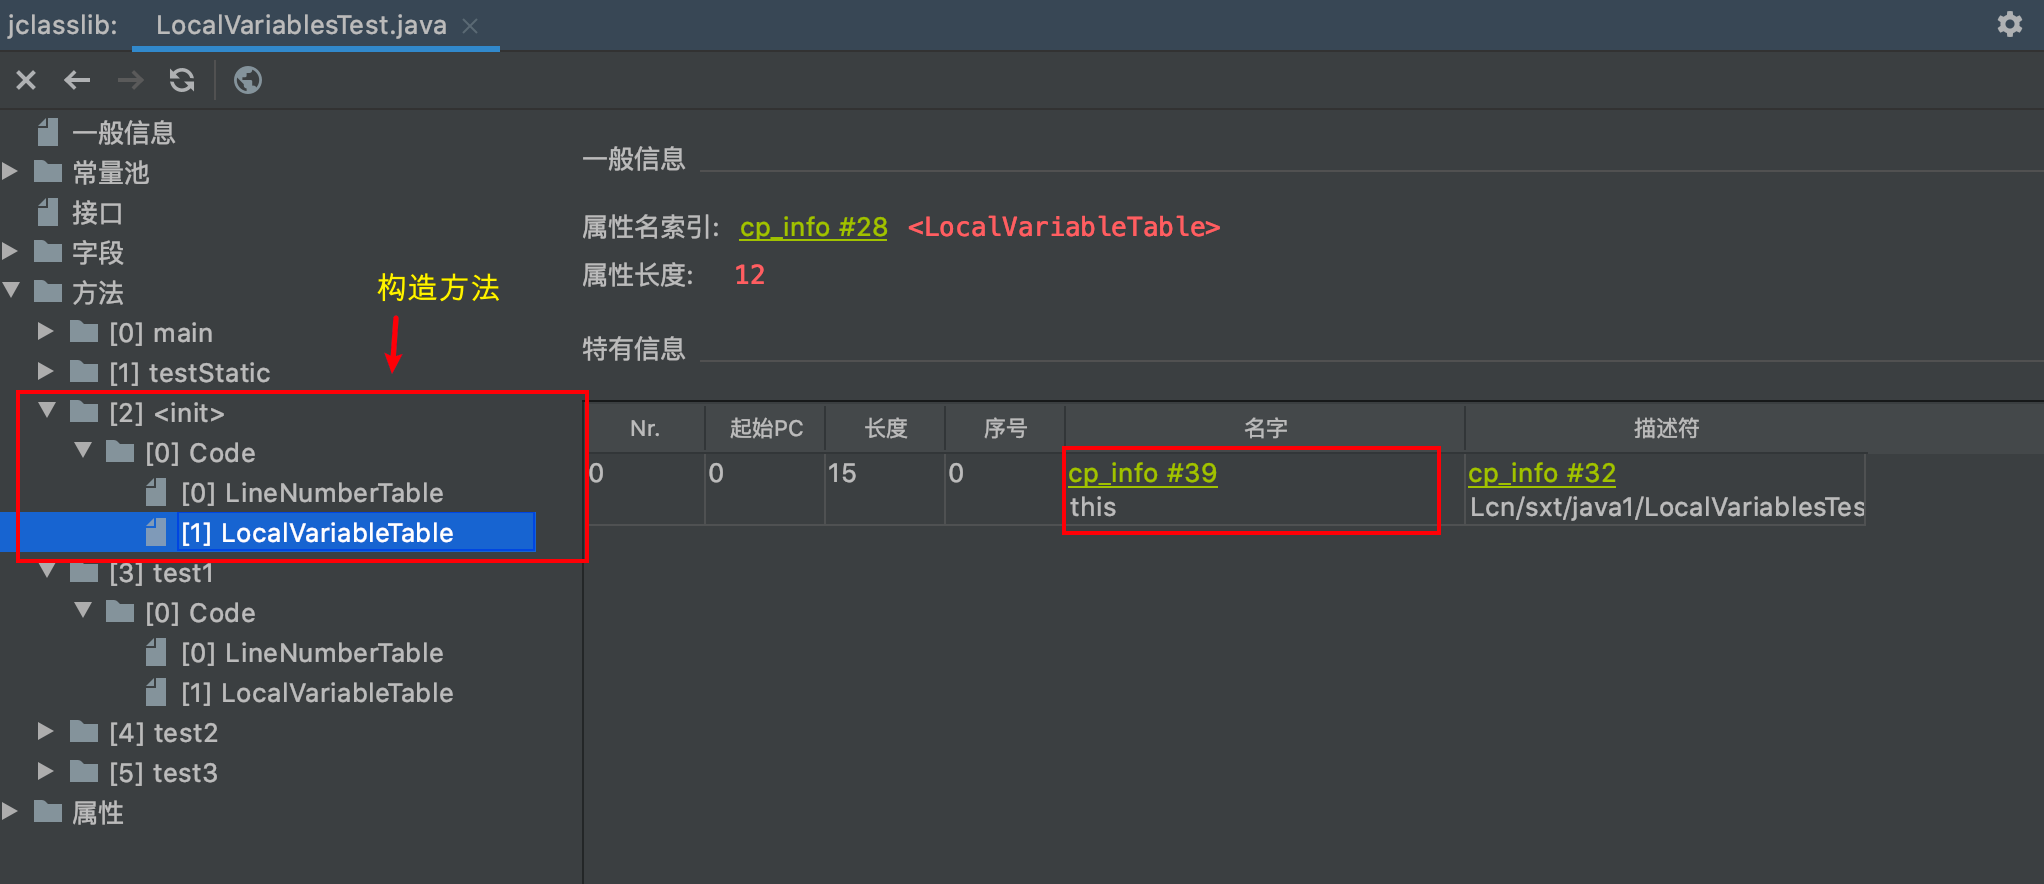 jclasslib: LocalVariablesTest.java
一般信息
常量池
接口
字段
方法
[0] main
[1] testStatic
[2] <init>
[0] Code
[0] LineNumberTable
[1] LocalVariableTable
[3] test1
[0] Code
[0] LineNumberTable
[1] LocalVariableTable
[4] test2
[5] test3
属性
构造方法
一般信息
属性名索引: cp_info #28 <LocalVariableTable>
属性长度: 12
特有信息
Nr. 起始PC 长度 序号 名字 描述符
0 0 15 0 cp_info #39 cp_info #32
this Lcn/sxt/java1/LocalVariablesTes